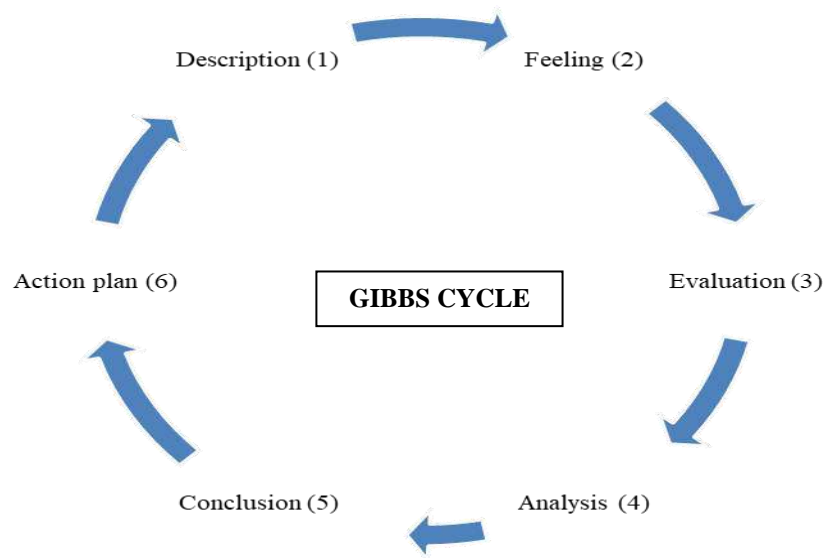 Description (1)
Feeling (2)
Evaluation (3)
Analysis (4)
Conclusion (5)
Action plan (6)
GIBBS CYCLE